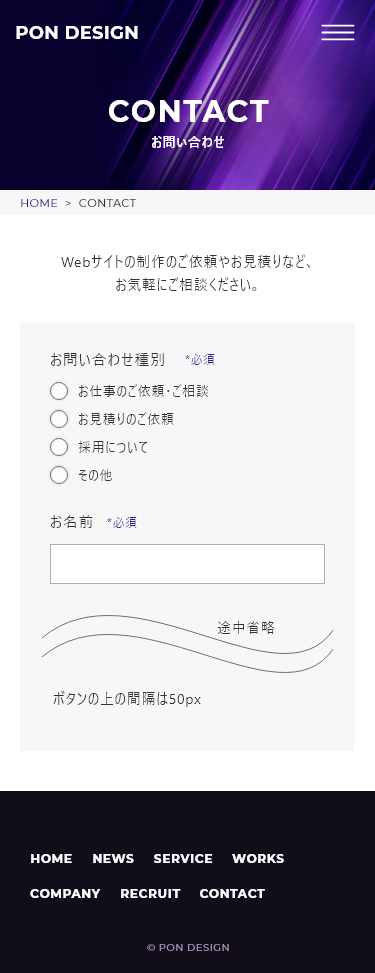 PON DESIGN
CONTACT
お問い合わせ
HOME > CONTACT
Webサイトの制作のご依頼やお見積りなど、
お気軽にご相談ください。
お問い合わせ種別 *必須
お仕事のご依頼・ご相談
お見積りのご依頼
採用について
その他
お名前 *必須
途中省略
ボタンの上の間隔は50px
HOME NEWS SERVICE WORKS
COMPANY RECRUIT CONTACT
© PON DESIGN